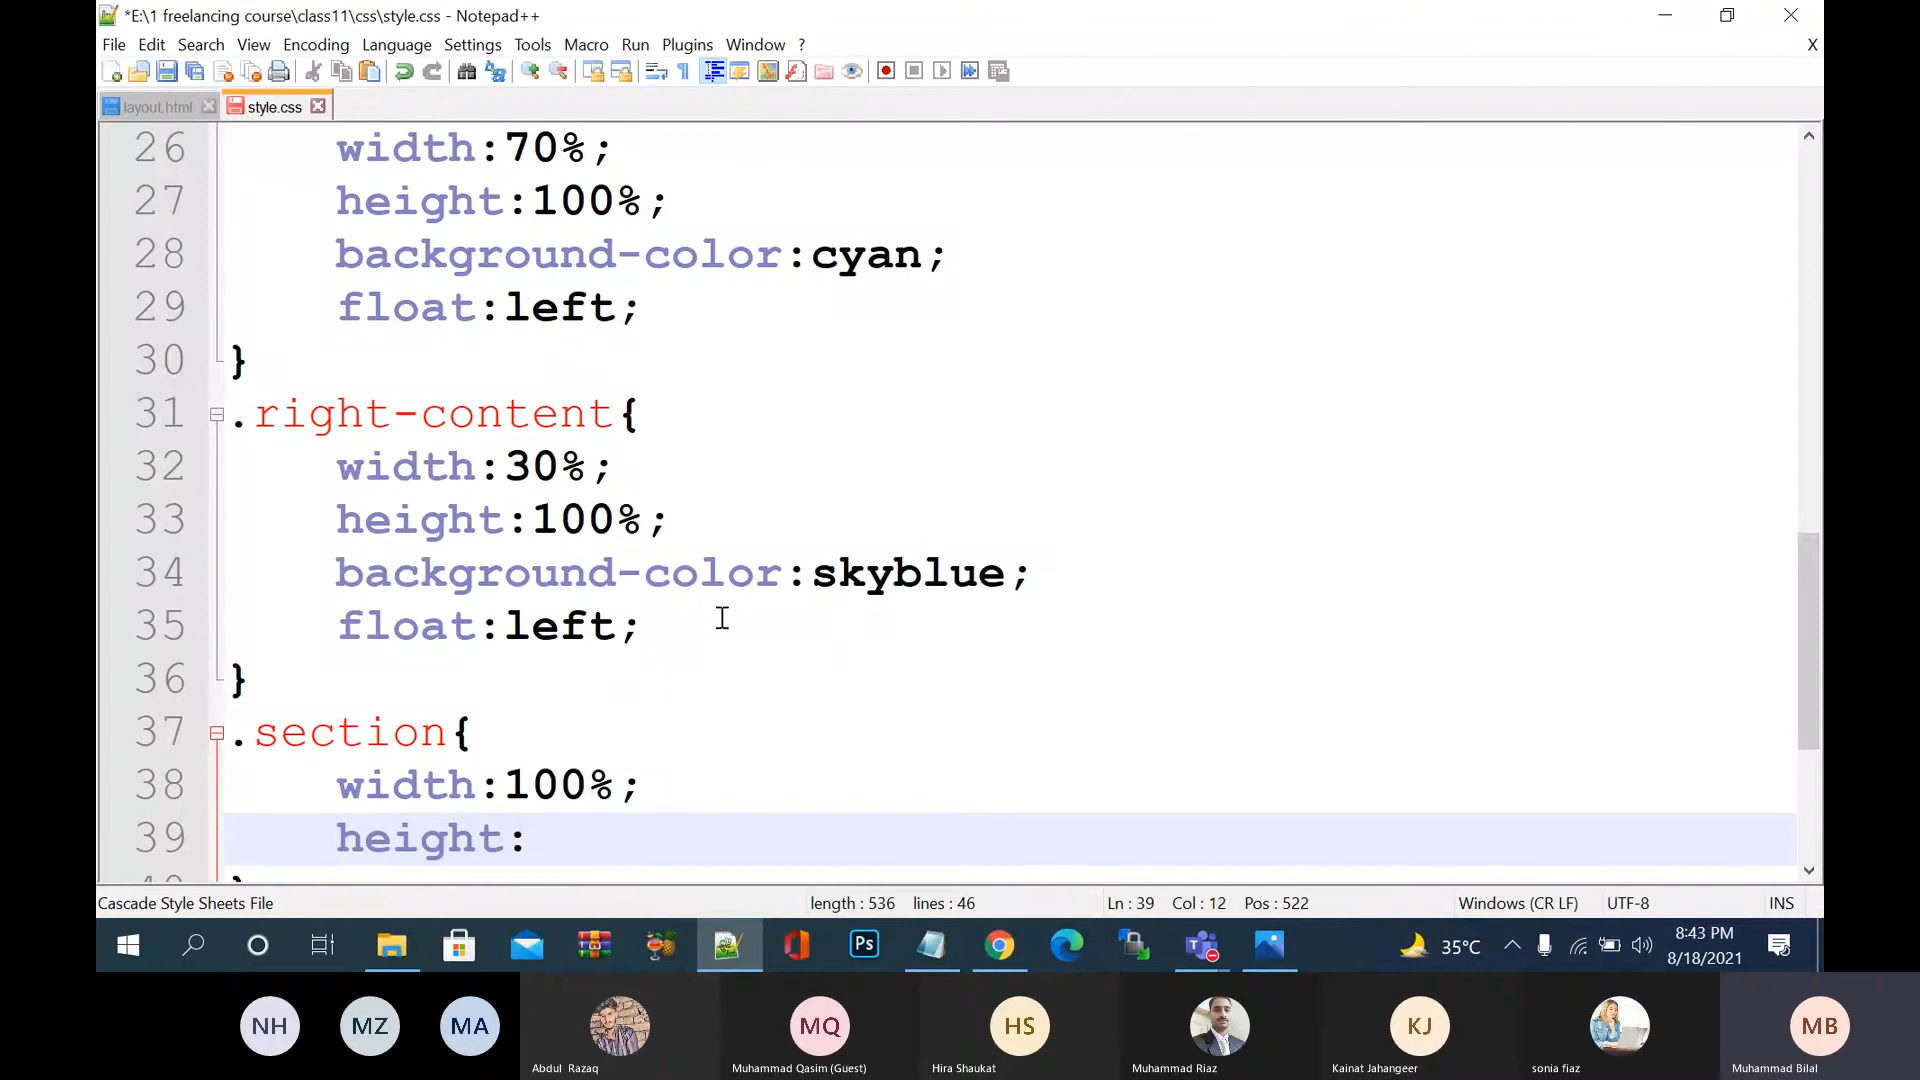 *E:\1 freelancing course\class11\css\style.css - Notepad++
File Edit Search View Encoding Language Settings Tools Macro Run Plugins Window ? X
layout.html style.css
26 width:70%;
27 height:100%;
28 background-color:cyan;
29 float:left;
30 }
31 .right-content{
32 width:30%;
33 height:100%;
34 background-color:skyblue;
35 float:left;
36 }
37 .section{
38 width:100%;
39 height:
Cascade Style Sheets File length : 536 lines : 46 Ln : 39 Col : 12 Pos : 522 Windows (CR LF) UTF-8 INS
Ps 35°C 8:43 PM
8/18/2021
NH MZ MA MQ HS KJ MB
Abdul Razaq Muhammad Qasim (Guest) Hira Shaukat Muhammad Riaz Kainat Jahangeer sonia fiaz Muhammad Bilal